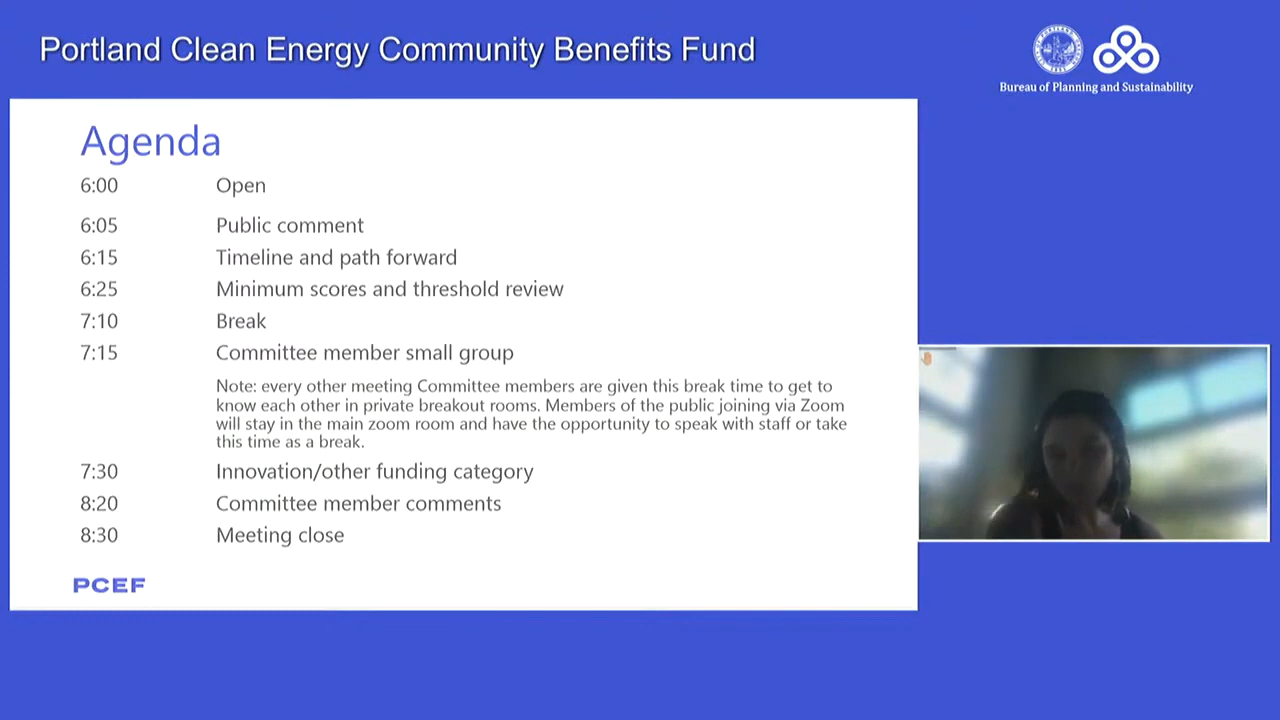 Portland Clean Energy Community Benefits Fund
Bureau of Planning and Sustainability
Agenda
6:00 Open
6:05 Public comment
6:15 Timeline and path forward
6:25 Minimum scores and threshold review
7:10 Break
7:15 Committee member small group
Note: every other meeting Committee members are given this break time to get to
know each other in private breakout rooms. Members of the public joining via Zoom
will stay in the main zoom room and have the opportunity to speak with staff or take
this time as a break.
7:30 Innovation/other funding category
8:20 Committee member comments
8:30 Meeting close
PCEF